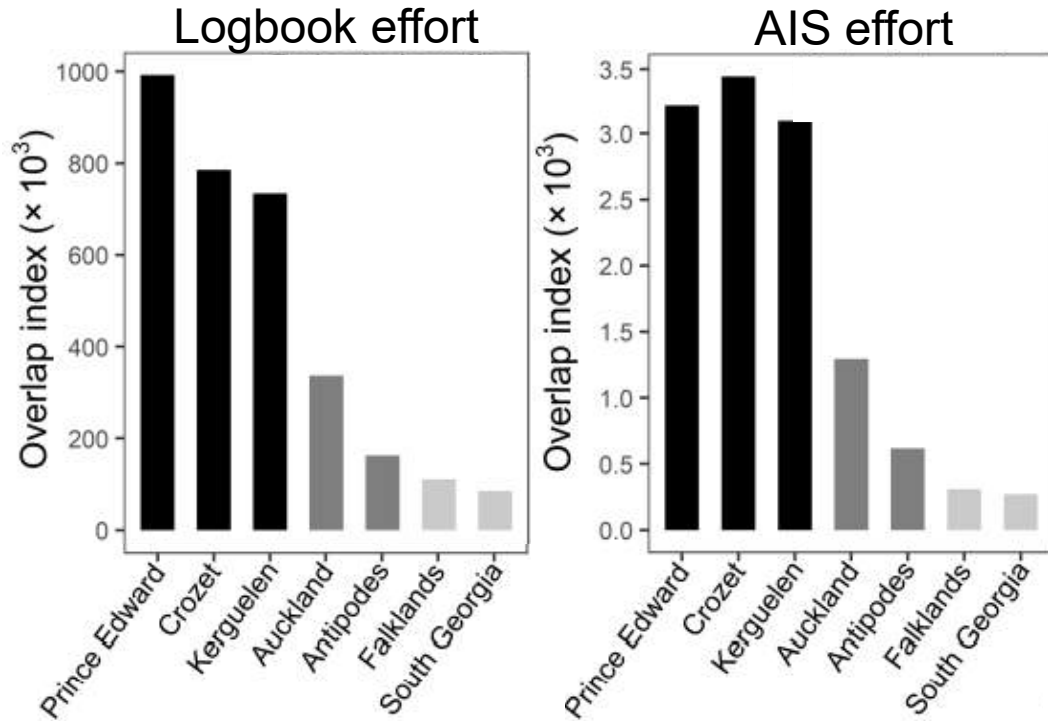 Logbook effort
Overlap index (× 10³)
1000
800
600
400
200
0
Prince Edward
Crozet
Kerguelen
Auckland
Antipodes
Falklands
South Georgia
AIS effort
Overlap index (× 10³)
3.5
3.0
2.5
2.0
1.5
1.0
0.5
0.0
Prince Edward
Crozet
Kerguelen
Auckland
Antipodes
Falklands
South Georgia